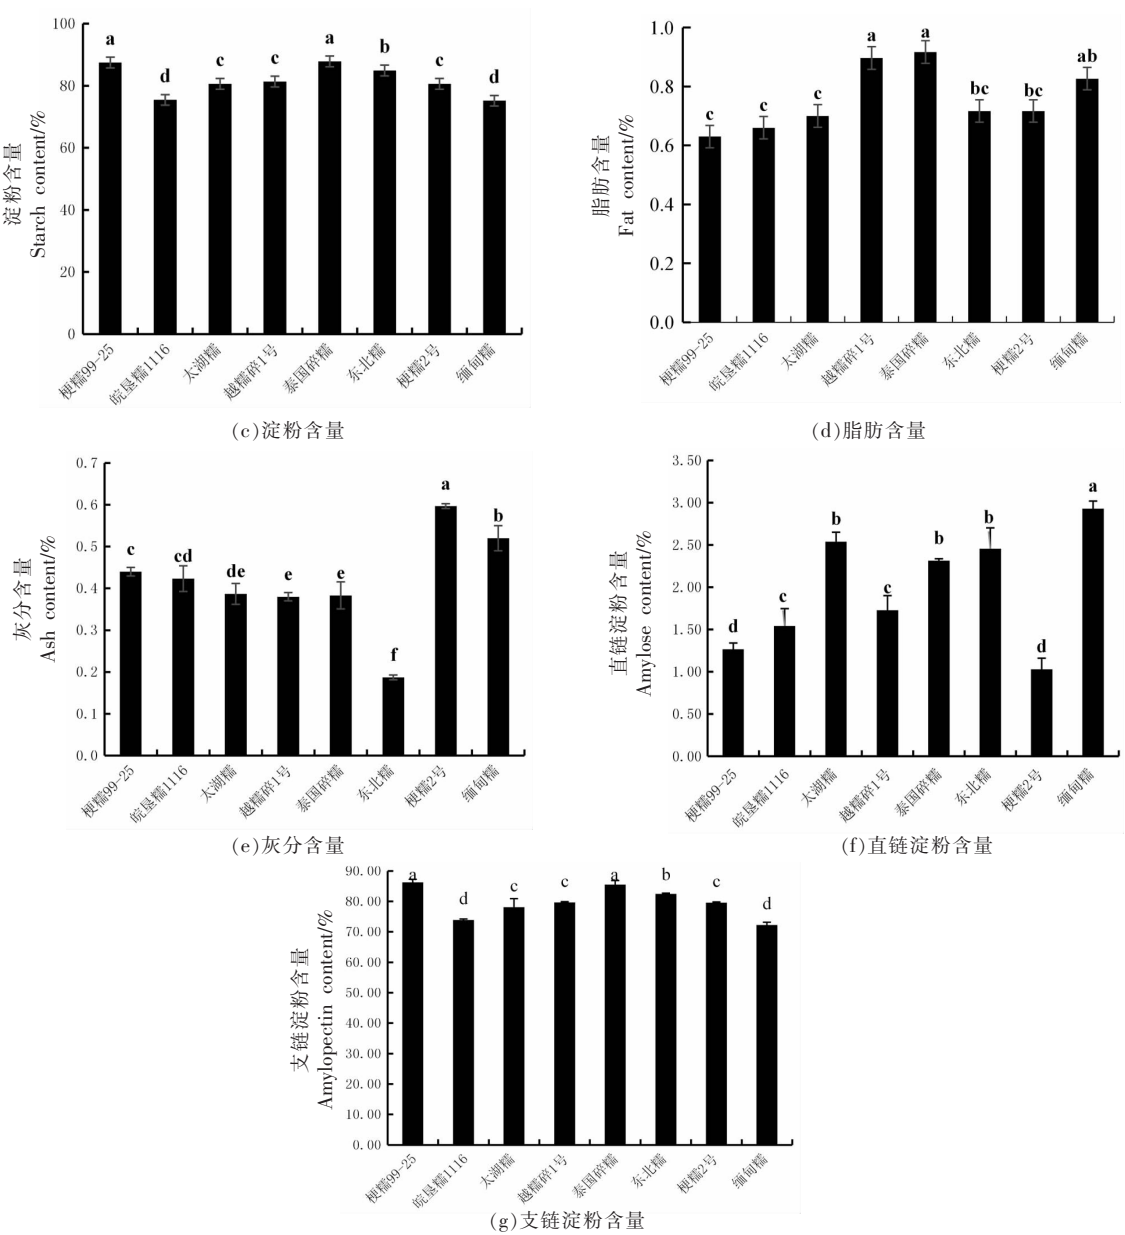 淀粉含量
Starch content/%
100
80
60
40
20
0
a
d
c
c
a
b
c
d
梗糯99-25
皖垦糯1116
太湖糯
越糯碎1号
泰国碎糯
东北糯
梗糯2号
缅甸糯
(c)淀粉含量
脂肪含量
Fat content/%
1.0
0.8
0.6
0.4
0.2
0.0
c
c
c
a
a
bc
bc
ab
梗糯99-25
皖垦糯1116
太湖糯
越糯碎1号
泰国碎糯
东北糯
梗糯2号
缅甸糯
(d)脂肪含量
灰分含量
Ash content/%
0.7
0.6
0.5
0.4
0.3
0.2
0.1
0.0
c
cd
de
e
e
f
a
b
梗糯99-25
皖垦糯1116
太湖糯
越糯碎1号
泰国碎糯
东北糯
梗糯2号
缅甸糯
(e)灰分含量
直链淀粉含量
Amylose content/%
3.50
3.00
2.50
2.00
1.50
1.00
0.50
0.00
d
c
b
c
b
b
d
a
梗糯99-25
皖垦糯1116
太湖糯
越糯碎1号
泰国碎糯
东北糯
梗糯2号
缅甸糯
(f)直链淀粉含量
支链淀粉含量
Amylopectin content/%
90.00
80.00
70.00
60.00
50.00
40.00
30.00
20.00
10.00
0.00
a
d
c
c
a
b
c
d
梗糯99-25
皖垦糯1116
太湖糯
越糯碎1号
泰国碎糯
东北糯
梗糯2号
缅甸糯
(g)支链淀粉含量